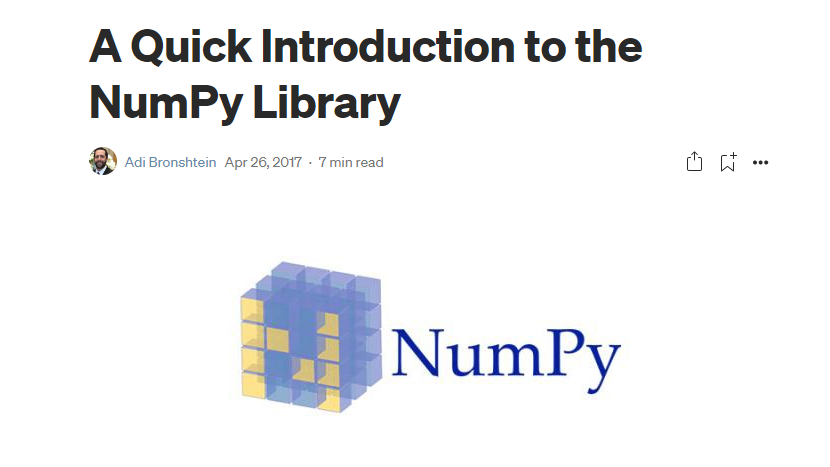 A Quick Introduction to the
NumPy Library
Adi Bronshtein Apr 26, 2017 · 7 min read
NumPy